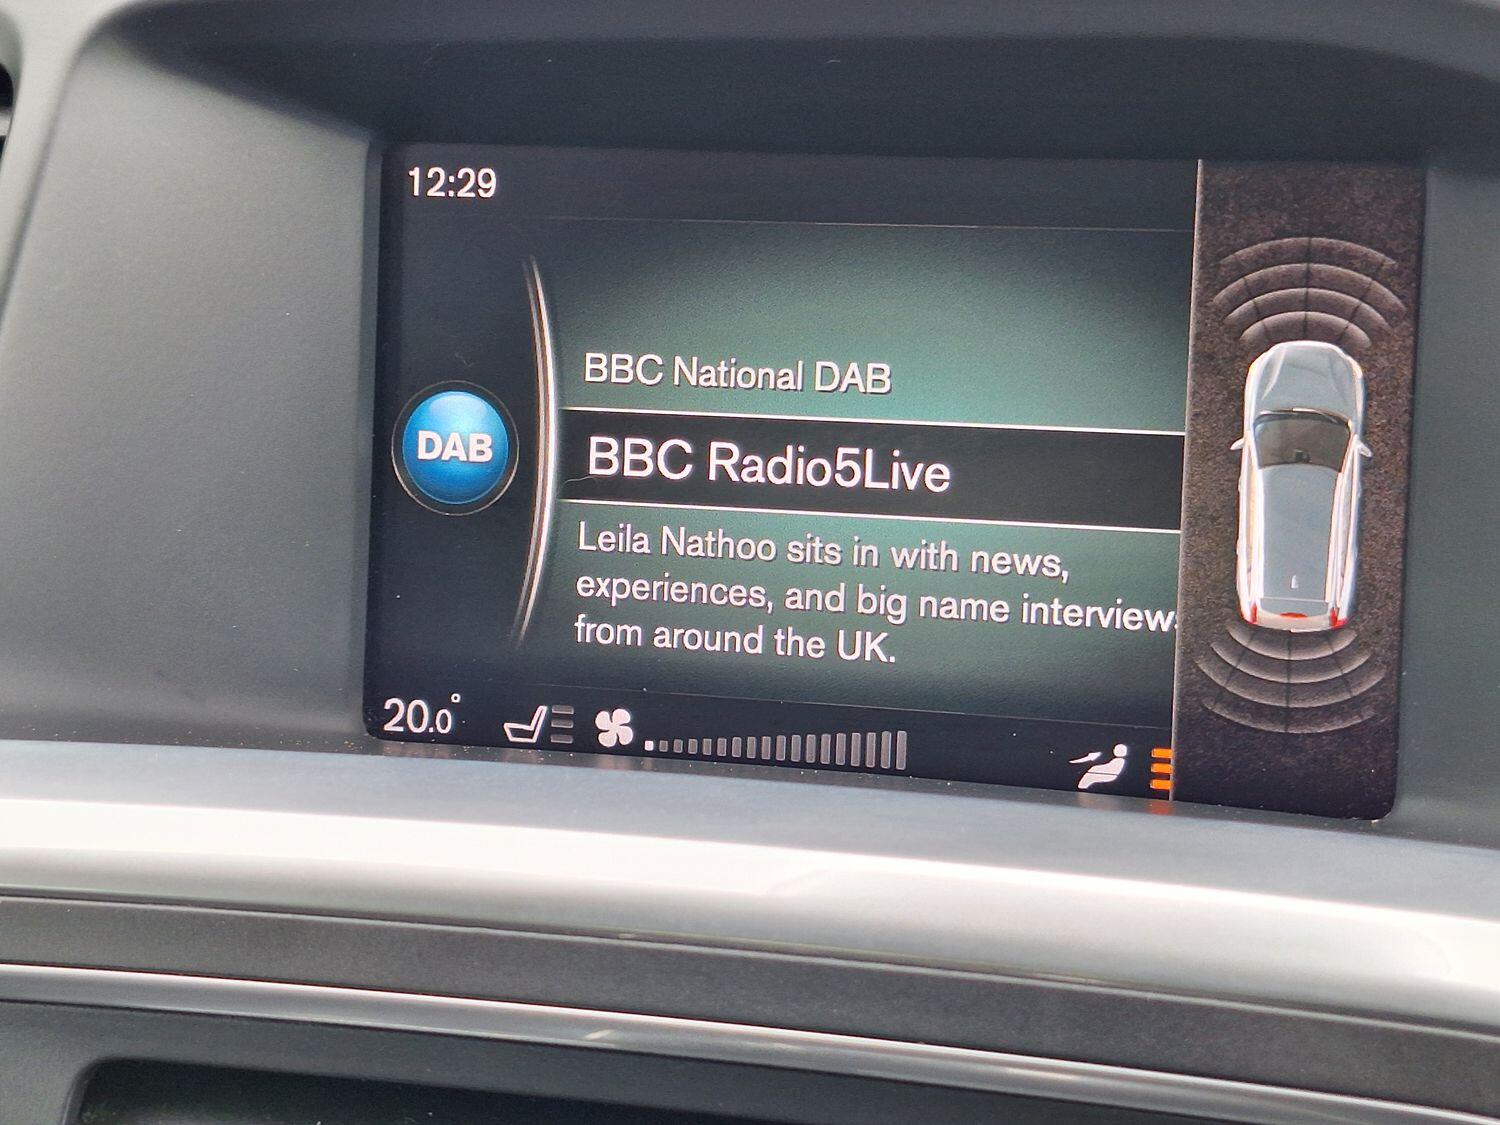 12:29
BBC National DAB
DAB
BBC Radio5Live
Leila Nathoo sits in with news,
experiences, and big name interviews
from around the UK.
20.0°